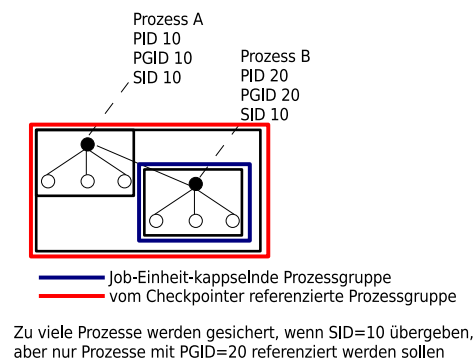 Prozess A
PID 10
PGID 10
SID 10
Prozess B
PID 20
PGID 20
SID 10
Job-Einheit-kappselnde Prozessgruppe
vom Checkpointer referenzierte Prozessgruppe
Zu viele Prozesse werden gesichert, wenn SID=10 übergeben,
aber nur Prozesse mit PGID=20 referenziert werden sollen